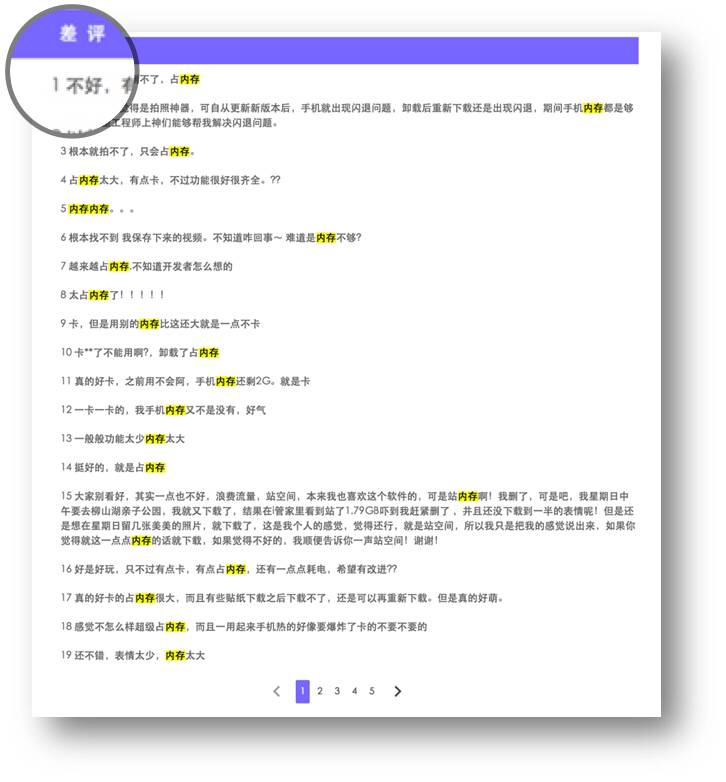 差 评
1 不好，有
不了，占内存
得是拍照神器，可自从更新新版本后，手机就出现闪退问题，卸载后重新下载还是出现闪退，期间手机内存都是够
工程师上神们能够帮我解决闪退问题。
3 根本就拍不了，只会占内存。
4 占内存太大，有点卡，不过功能很好很齐全。??
5 内存内存。。。
6 根本找不到 我保存下来的视频。不知道咋回事～ 难道是内存不够?
7 越来越占内存.不知道开发者怎么想的
8 太占内存了！！！！！
9 卡，但是用别的内存比这还大就是一点不卡
10 卡**了不能用啊?，卸载了占内存
11 真的好卡，之前用不会阿，手机内存还剩2G。就是卡
12 一卡一卡的，我手机内存又不是没有，好气
13 一般般功能太少内存太大
14 挺好的，就是占内存
15 大家别看好，其实一点也不好，浪费流量，站空间，本来我也喜欢这个软件的，可是站内存啊！我删了，可是吧，我星期日中
午要去柳山湖亲子公园，我就又下载了，结果在i管家里看到站了1.79GB吓到我赶紧删了 ，井且还没下载到一半的表情呢！但是还
是想在星期日留几张美美的照片，就下载了，这是我个人的感觉，觉得还行，就是站空间，所以我只是把我的感觉说出来，如果你
觉得就这一点点内存的话就下载，如果觉得不好的，我顺便告诉你一声站空间！谢谢！
16 好是好玩，只不过有点卡，有点占内存，还有一点点耗电，希望有改进??
17 真的好卡的占内存很大，而且有些贴纸下载之后下载不了，还是可以再重新下载。但是真的好萌。
18 感觉不怎么样超级占内存，而且一用起来手机热的好像要爆炸了卡的不要不要的
19 还不错，表情太少，内存太大
1 2 3 4 5